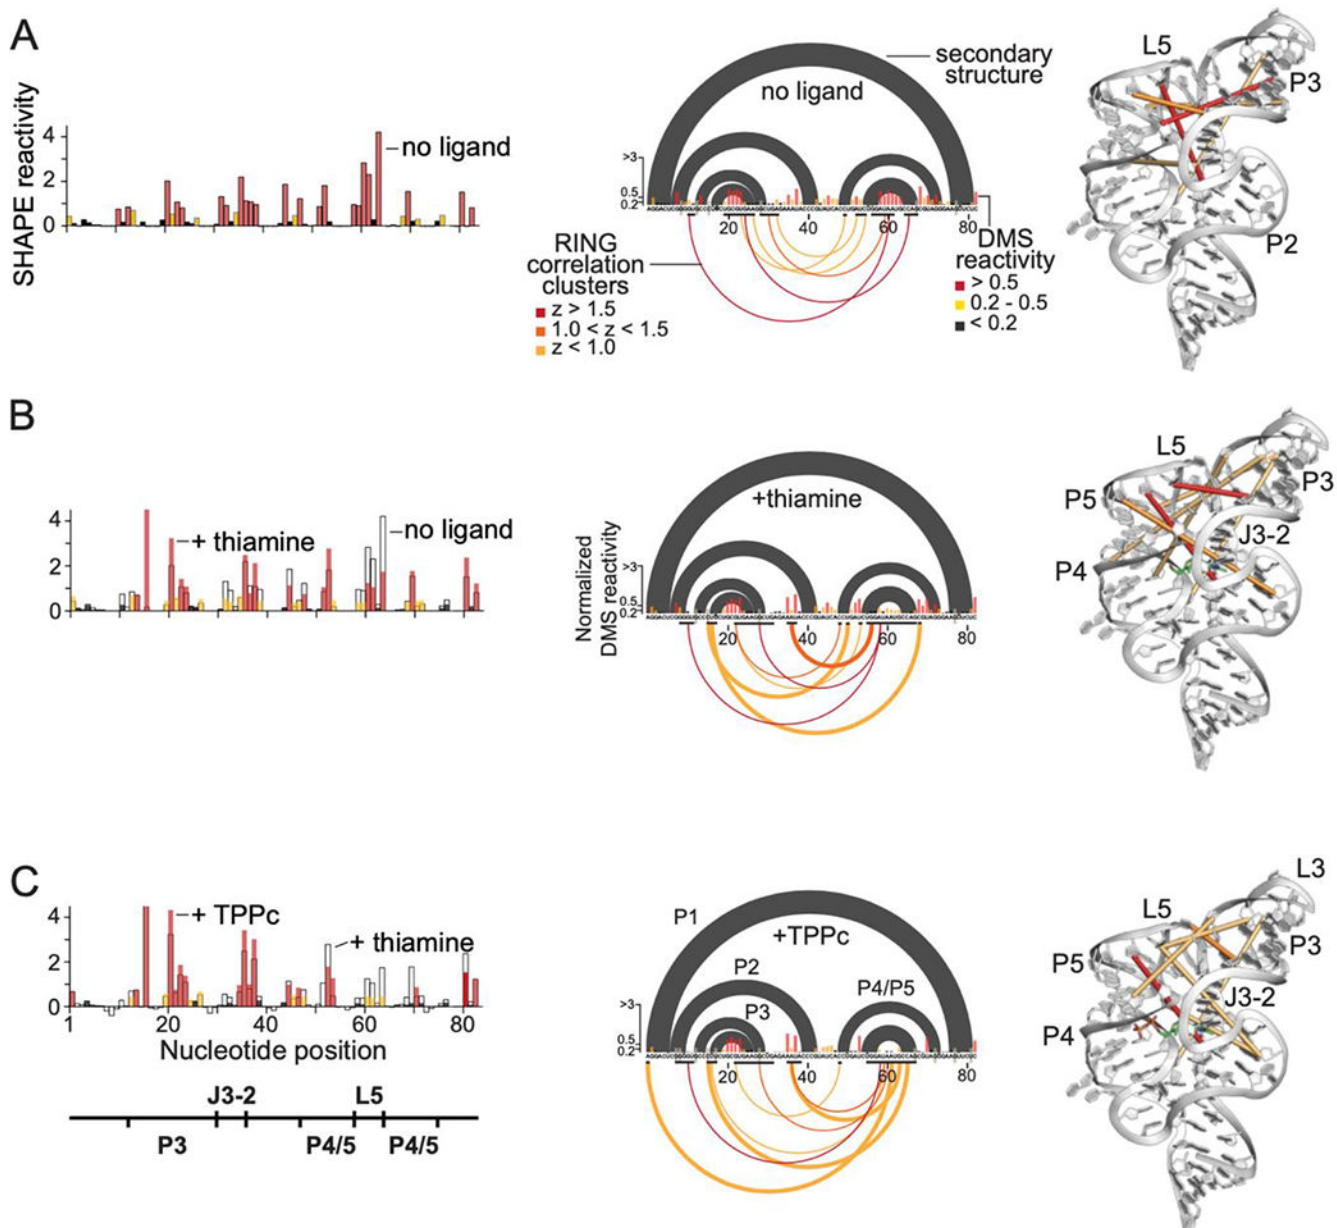 A
SHAPE reactivity
4
2
0
no ligand
secondary
structure
no ligand
>3
0.5
0.2
20
40
60
80
RING
correlation
clusters
z > 1.5
1.0 < z < 1.5
z < 1.0
DMS
reactivity
> 0.5
0.2 - 0.5
< 0.2
L5
P3
P2
B
4
2
0
+ thiamine
no ligand
+thiamine
Normalized
DMS reactivity
>3
0.5
0.2
20
40
60
80
L5
P5
P3
J3-2
P4
C
4
2
0
+ TPPc
+ thiamine
1
20
40
60
80
Nucleotide position
J3-2
L5
P3
P4/5
P4/5
P1
+TPPc
P2
P3
P4/P5
>3
0.5
0.2
20
40
60
80
L3
L5
P3
P5
J3-2
P4